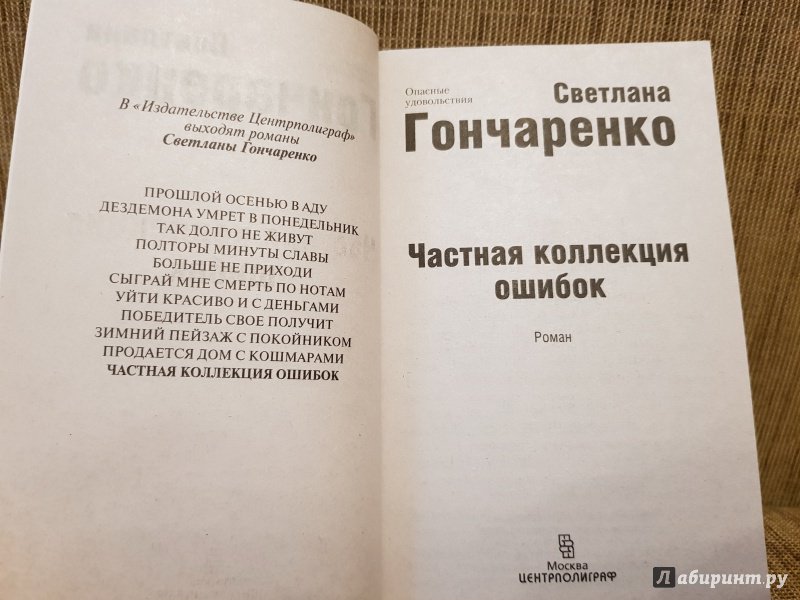 В «Издательстве Центрполиграф»
выходят романы
Светланы Гончаренко
ПРОШЛОЙ ОСЕНЬЮ В АДУ
ДЕЗДЕМОНА УМРЕТ В ПОНЕДЕЛЬНИК
ТАК ДОЛГО НЕ ЖИВУТ
ПОЛТОРЫ МИНУТЫ СЛАВЫ
БОЛЬШЕ НЕ ПРИХОДИ
СЫГРАЙ МНЕ СМЕРТЬ ПО НОТАМ
УЙТИ КРАСИВО И С ДЕНЬГАМИ
ПОБЕДИТЕЛЬ СВОЕ ПОЛУЧИТ
ЗИМНИЙ ПЕЙЗАЖ С ПОКОЙНИКОМ
ПРОДАЕТСЯ ДОМ С КОШМАРАМИ
ЧАСТНАЯ КОЛЛЕКЦИЯ ОШИБОК
Опасные
удовольствия
Светлана
Гончаренко
Частная коллекция
ошибок
Роман
Москва
ЦЕНТРПОЛИГРАФ
Лабиринт.ру